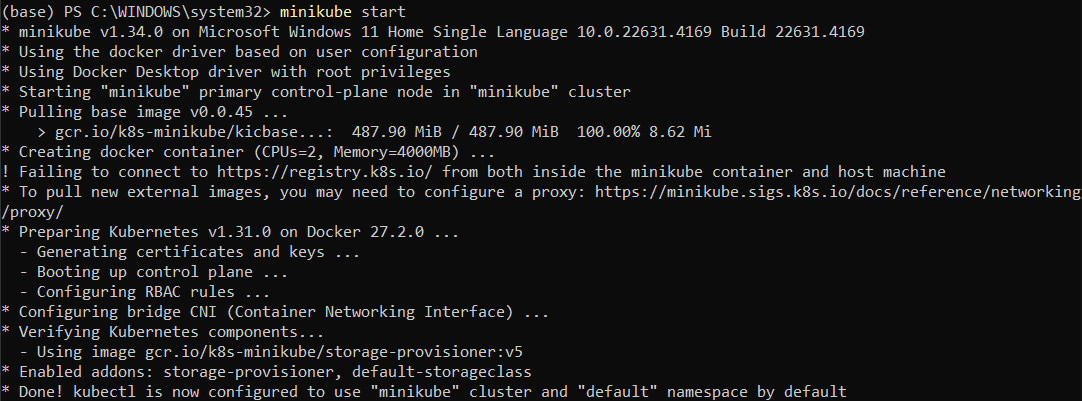 (base) PS C:\WINDOWS\system32> minikube start
* minikube v1.34.0 on Microsoft Windows 11 Home Single Language 10.0.22631.4169 Build 22631.4169
* Using the docker driver based on user configuration
* Using Docker Desktop driver with root privileges
* Starting "minikube" primary control-plane node in "minikube" cluster
* Pulling base image v0.0.45 ...
    > gcr.io/k8s-minikube/kicbase...:  487.90 MiB / 487.90 MiB  100.00% 8.62 Mi
* Creating docker container (CPUs=2, Memory=4000MB) ...
! Failing to connect to https://registry.k8s.io/ from both inside the minikube container and host machine
* To pull new external images, you may need to configure a proxy: https://minikube.sigs.k8s.io/docs/reference/networking
/proxy/
* Preparing Kubernetes v1.31.0 on Docker 27.2.0 ...
  - Generating certificates and keys ...
  - Booting up control plane ...
  - Configuring RBAC rules ...
* Configuring bridge CNI (Container Networking Interface) ...
* Verifying Kubernetes components...
  - Using image gcr.io/k8s-minikube/storage-provisioner:v5
* Enabled addons: storage-provisioner, default-storageclass
* Done! kubectl is now configured to use "minikube" cluster and "default" namespace by default